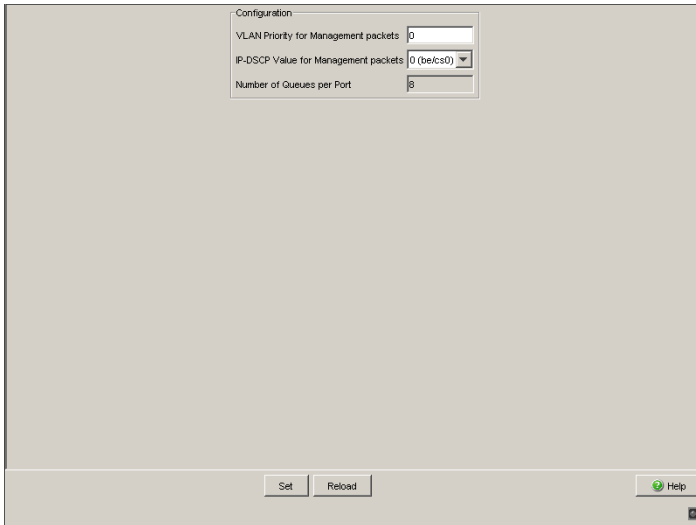 Configuration
VLAN Priority for Management packets 0
IP-DSCP Value for Management packets 0 (be/cs0)
Number of Queues per Port 8
Set Reload Help